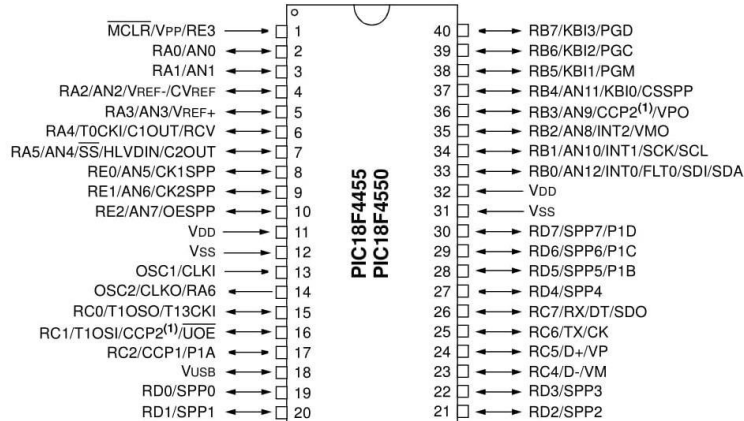 MCLR/VPP/RE3 1
RA0/AN0 2
RA1/AN1 3
RA2/AN2/VREF-/CVREF 4
RA3/AN3/VREF+ 5
RA4/T0CKI/C1OUT/RCV 6
RA5/AN4/SS/HLVDIN/C2OUT 7
RE0/AN5/CK1SPP 8
RE1/AN6/CK2SPP 9
RE2/AN7/OESPP 10
VDD 11
VSS 12
OSC1/CLKI 13
OSC2/CLKO/RA6 14
RC0/T1OSO/T13CKI 15
RC1/T1OSI/CCP2(1)/UOE 16
RC2/CCP1/P1A 17
VUSB 18
RD0/SPP0 19
RD1/SPP1 20
PIC18F4455
PIC18F4550
40 RB7/KBI3/PGD
39 RB6/KBI2/PGC
38 RB5/KBI1/PGM
37 RB4/AN11/KBI0/CSSPP
36 RB3/AN9/CCP2(1)/VPO
35 RB2/AN8/INT2/VMO
34 RB1/AN10/INT1/SCK/SCL
33 RB0/AN12/INT0/FLT0/SDI/SDA
32 VDD
31 VSS
30 RD7/SPP7/P1D
29 RD6/SPP6/P1C
28 RD5/SPP5/P1B
27 RD4/SPP4
26 RC7/RX/DT/SDO
25 RC6/TX/CK
24 RC5/D+/VP
23 RC4/D-/VM
22 RD3/SPP3
21 RD2/SPP2